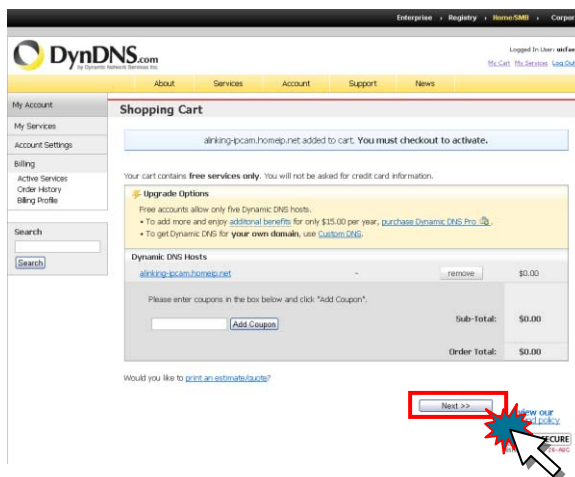 Enterprise › Registry › Home/SMB › Corpor
DynDNS.com
by Dynamic Network Services Inc.
Logged In User:
My Cart My Services Log Out
About Services Account Support News
My Account
My Services
Account Settings
Billing
Active Services
Order History
Billing Profile
Search
Search
Shopping Cart
alinking-ipcam.homeip.net added to cart. You must checkout to activate.
Your cart contains free services only. You will not be asked for credit card information.
Upgrade Options
Free accounts allow only five Dynamic DNS hosts.
• To add more and enjoy additonal benefits for only $15.00 per year, purchase Dynamic DNS Pro .
• To get Dynamic DNS for your own domain, use Custom DNS.
Dynamic DNS Hosts
alinking-ipcam.homeip.net - remove $0.00
Please enter coupons in the box below and click "Add Coupon".
Add Coupon
Sub-Total: $0.00
Order Total: $0.00
Would you like to print an estimate/quote?
Next >>
view our
policy
SECURE